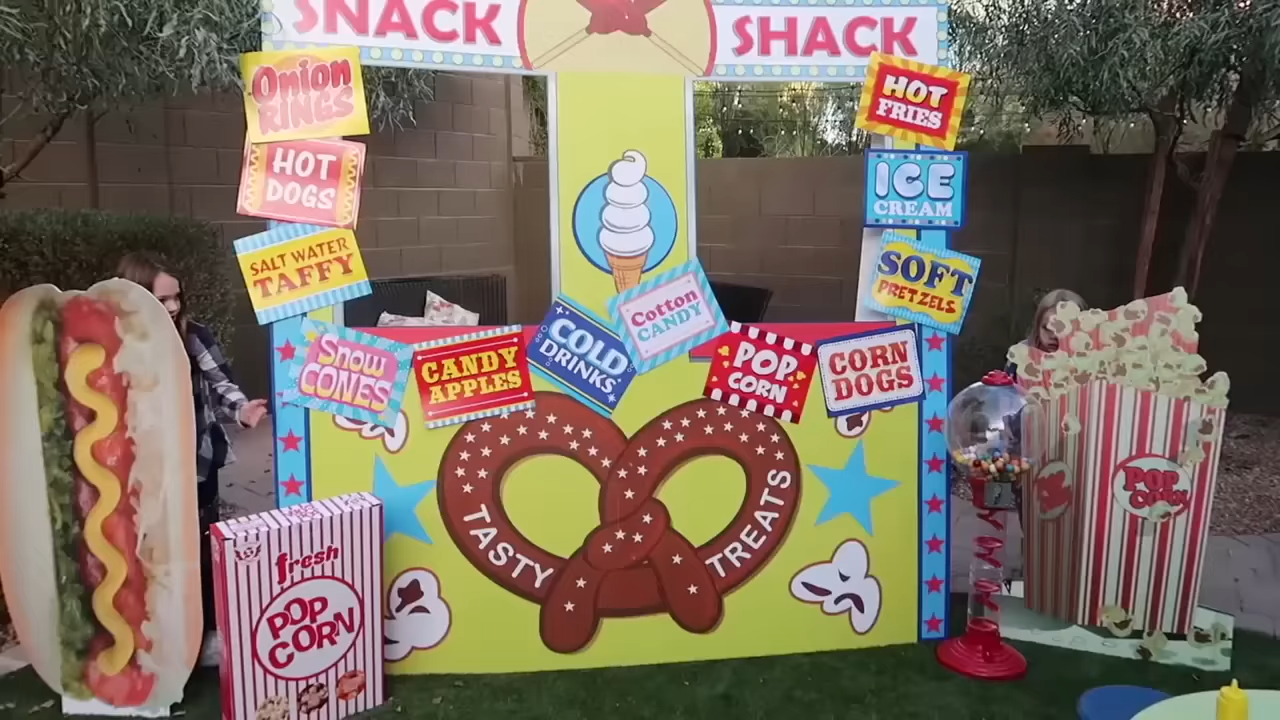 SNACK SHACK
Onion
RINGS
HOT
DOGS
SALT WATER
TAFFY
Snow
CONES
CANDY
APPLES
COLD
DRINKS
Cotton
CANDY
POP
CORN
CORN
DOGS
HOT
FRIES
ICE
CREAM
SOFT
PRETZELS
TASTY TREATS
fresh
POP
CORN
POP
CORN